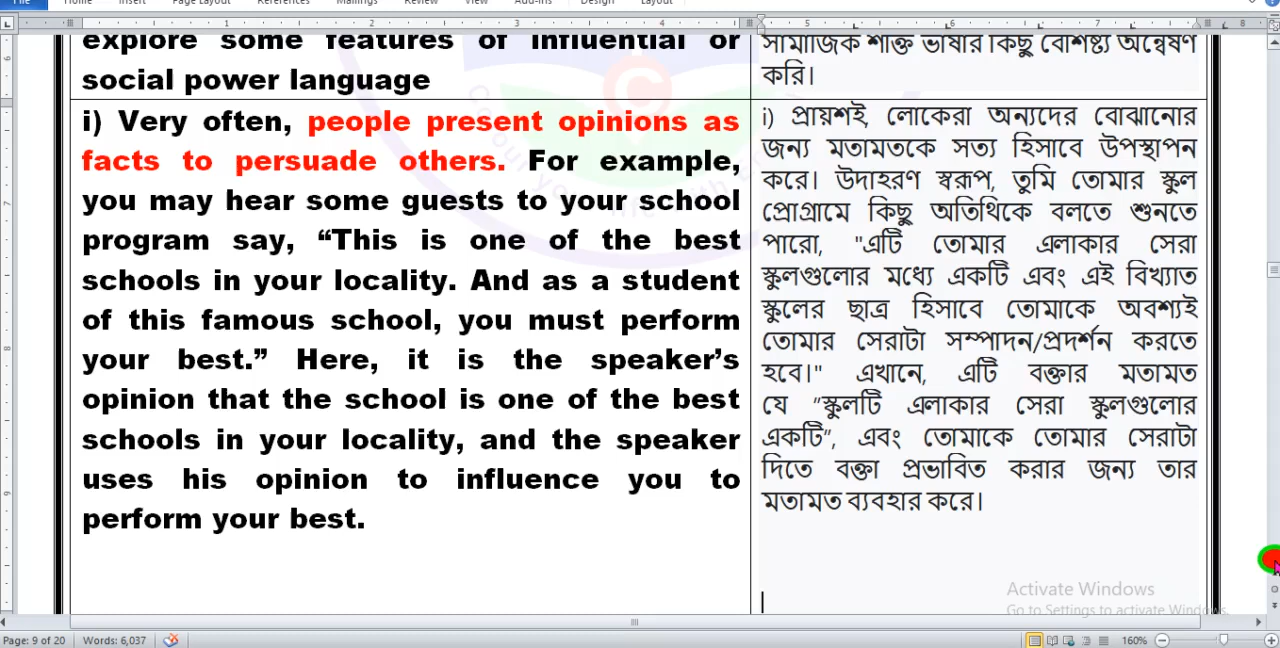 File
Home
Insert
Page Layout
References
Mailings
Review
View
Add-Ins
Design
Layout
explore some features of influential or
social power language
i) Very often, people present opinions as
facts to persuade others. For example,
you may hear some guests to your school
program say, “This is one of the best
schools in your locality. And as a student
of this famous school, you must perform
your best.” Here, it is the speaker’s
opinion that the school is one of the best
schools in your locality, and the speaker
uses his opinion to influence you to
perform your best.
সামাজিক শক্তি ভাষার কিছু বৈশিষ্ট্য অন্বেষণ
করি।
i) প্রায়শই, লোকেরা অন্যদের বোঝানোর
জন্য মতামতকে সত্য হিসাবে উপস্থাপন
করে। উদাহরণ স্বরূপ, তুমি তোমার স্কুল
প্রোগ্রামে কিছু অতিথিকে বলতে শুনতে
পারো, "এটি তোমার এলাকার সেরা
স্কুলগুলোর মধ্যে একটি এবং এই বিখ্যাত
স্কুলের ছাত্র হিসাবে তোমাকে অবশ্যই
তোমার সেরাটা সম্পাদন/প্রদর্শন করতে
হবে।" এখানে, এটি বক্তার মতামত
যে “স্কুলটি এলাকার সেরা স্কুলগুলোর
একটি”, এবং তোমাকে তোমার সেরাটা
দিতে বক্তা প্রভাবিত করার জন্য তার
মতামত ব্যবহার করে।
Activate Windows
Go to Settings to activate Windows.
Page: 9 of 20
Words: 6,037
160%